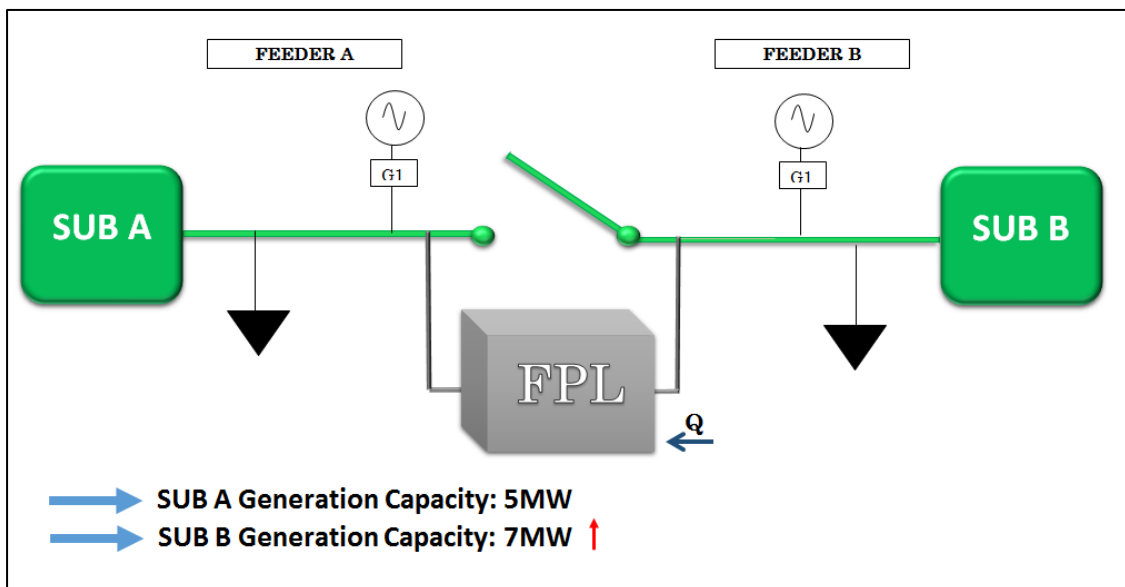 FEEDER A
FEEDER B
G1
G1
SUB A
SUB B
FPL
Q
SUB A Generation Capacity: 5MW
SUB B Generation Capacity: 7MW